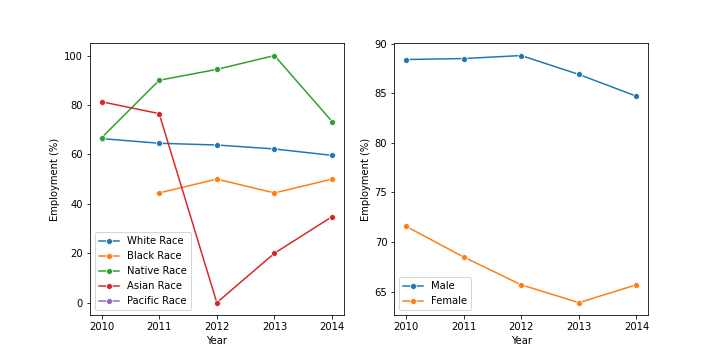 100
80
60
40
20
0
Employment (%)
White Race
Black Race
Native Race
Asian Race
Pacific Race
2010 2011 2012 2013 2014
Year
90
85
80
75
70
65
Employment (%)
Male
Female
2010 2011 2012 2013 2014
Year